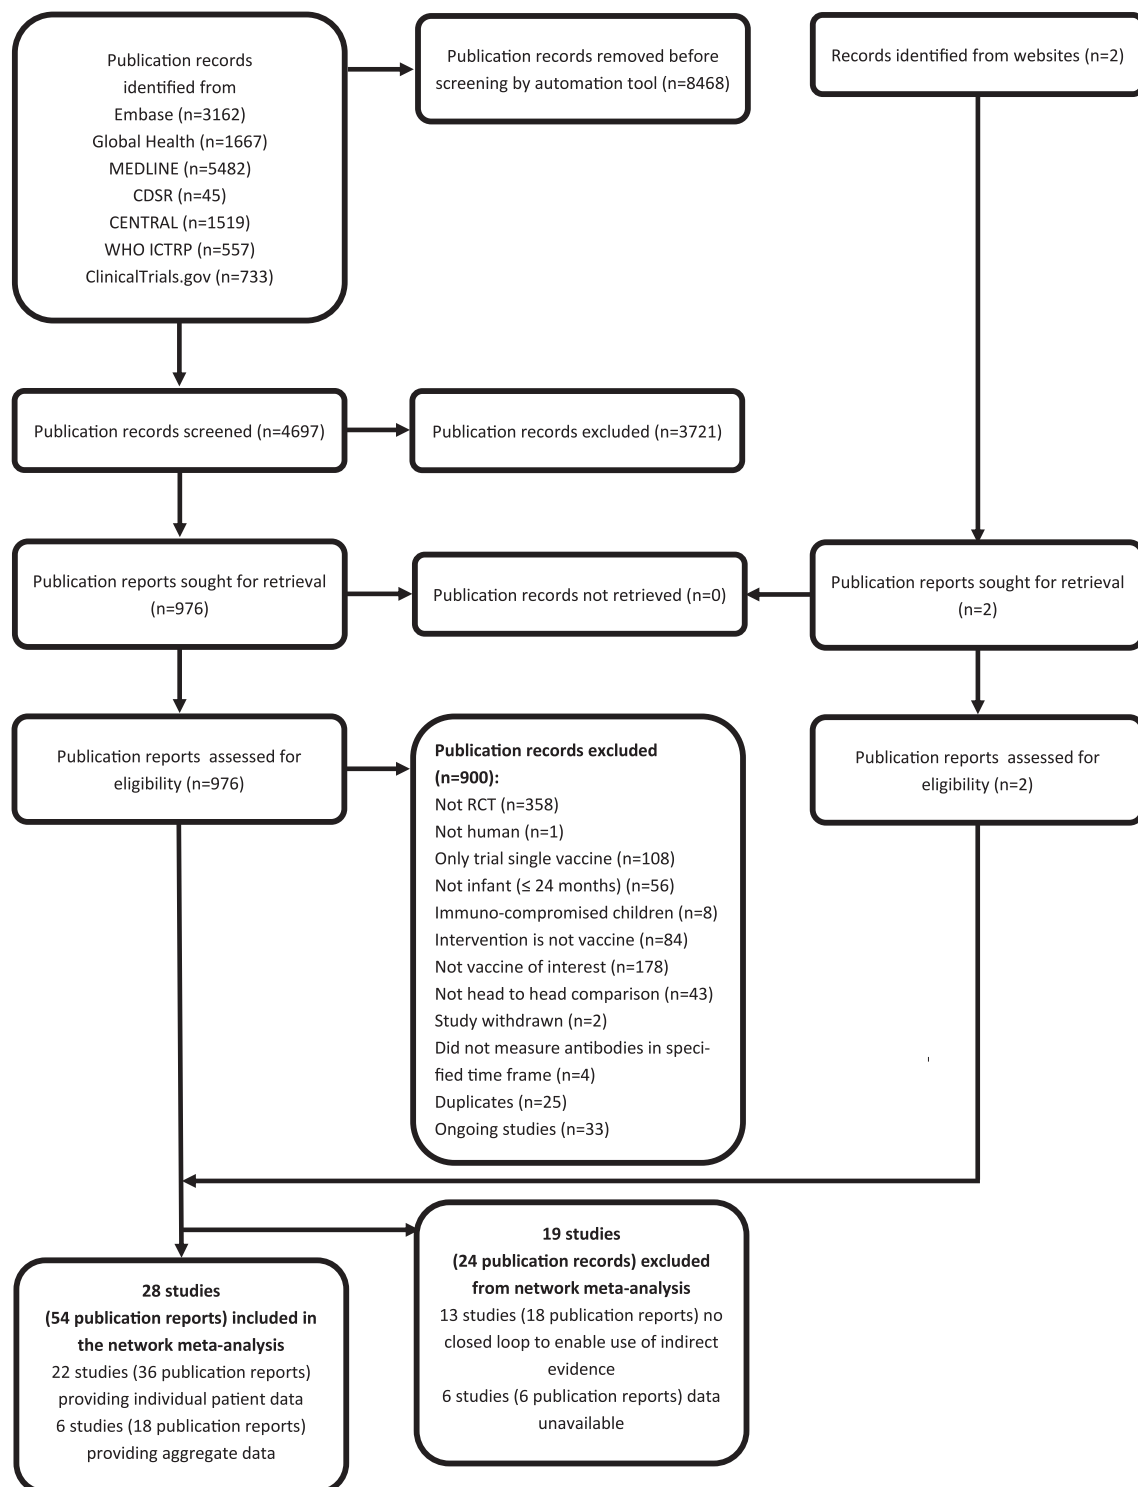 Publication records
identified from
Embase (n=3162)
Global Health (n=1667)
MEDLINE (n=5482)
CDSR (n=45)
CENTRAL (n=1519)
WHO ICTRP (n=557)
ClinicalTrials.gov (n=733)
Publication records removed before
screening by automation tool (n=8468)
Records identified from websites (n=2)
Publication records screened (n=4697)
Publication records excluded (n=3721)
Publication reports sought for retrieval
(n=976)
Publication records not retrieved (n=0)
Publication reports sought for retrieval
(n=2)
Publication reports assessed for
eligibility (n=976)
Publication records excluded
(n=900):
Not RCT (n=358)
Not human (n=1)
Only trial single vaccine (n=108)
Not infant (≤ 24 months) (n=56)
Immuno-compromised children (n=8)
Intervention is not vaccine (n=84)
Not vaccine of interest (n=178)
Not head to head comparison (n=43)
Study withdrawn (n=2)
Did not measure antibodies in speci-
fied time frame (n=4)
Duplicates (n=25)
Ongoing studies (n=33)
Publication reports assessed for
eligibility (n=2)
28 studies
(54 publication reports) included in
the network meta-analysis
22 studies (36 publication reports)
providing individual patient data
6 studies (18 publication reports)
providing aggregate data
19 studies
(24 publication records) excluded
from network meta-analysis
13 studies (18 publication reports) no
closed loop to enable use of indirect
evidence
6 studies (6 publication reports) data
unavailable